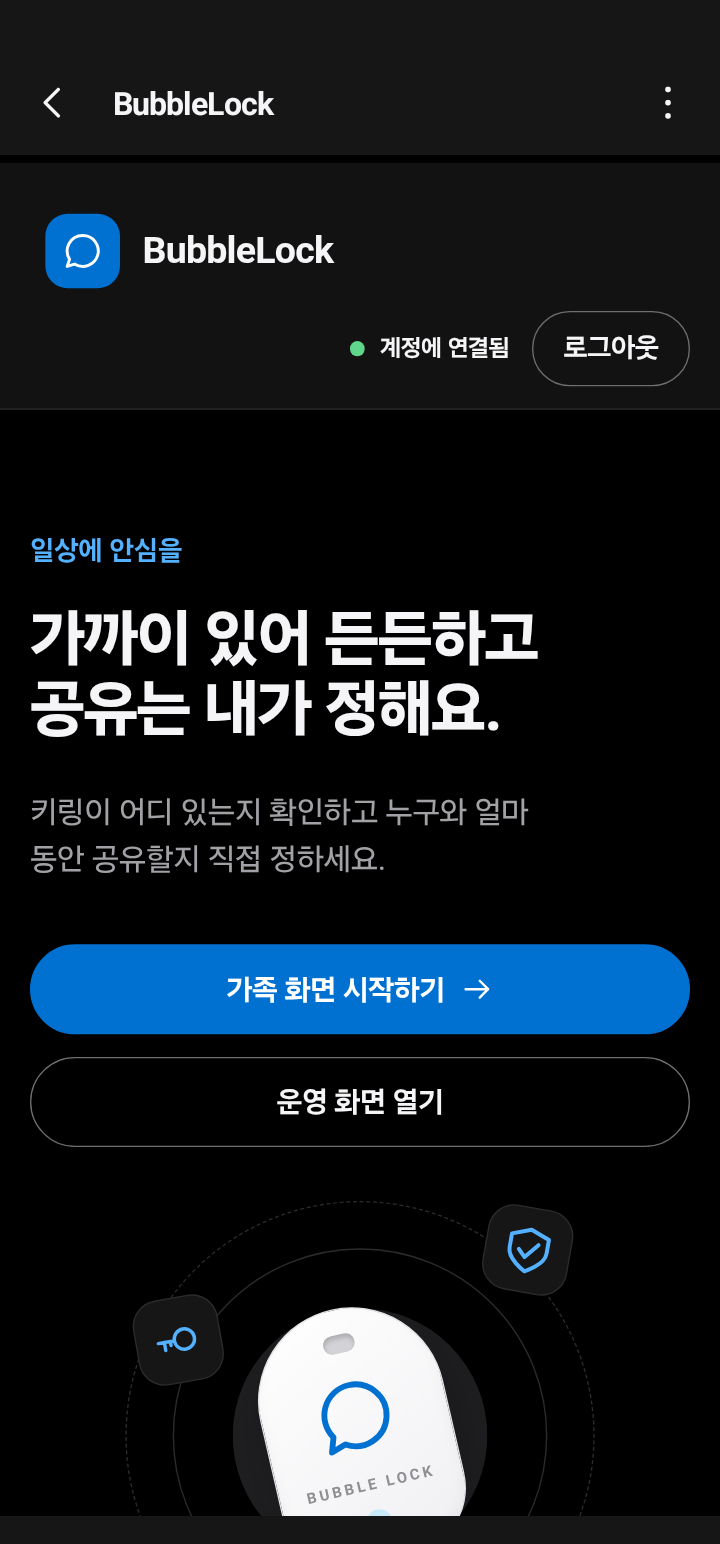 BubbleLock
BubbleLock
계정에 연결됨
로그아웃
일상에 안심을
가까이 있어 든든하고
공유는 내가 정해요.
키링이 어디 있는지 확인하고 누구와 얼마
동안 공유할지 직접 정하세요.
가족 화면 시작하기 →
운영 화면 열기
BUBBLE LOCK